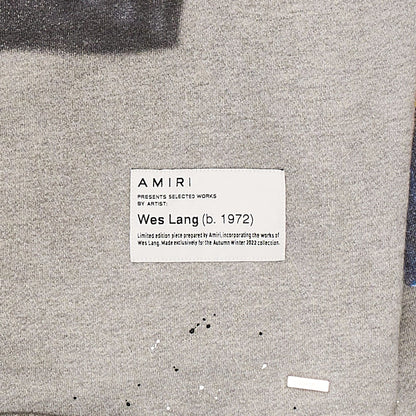 AMIRI
PRESENTS SELECTED WORKS
BY ARTIST:
Wes Lang (b. 1972)
Limited edition piece prepared by Amiri, incorporating the works of
Wes Lang. Made exclusively for the Autumn Winter 2022 collection.